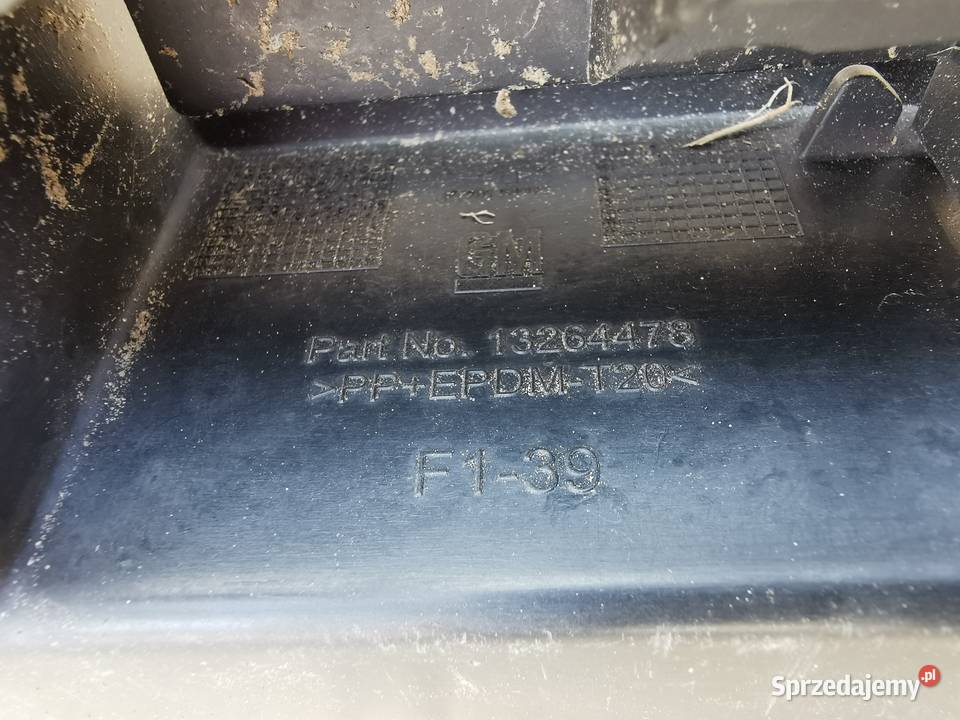 GM
Part No. 13264478
>PP+EPDM-T20<
F1-39
Sprzedajemy.pl